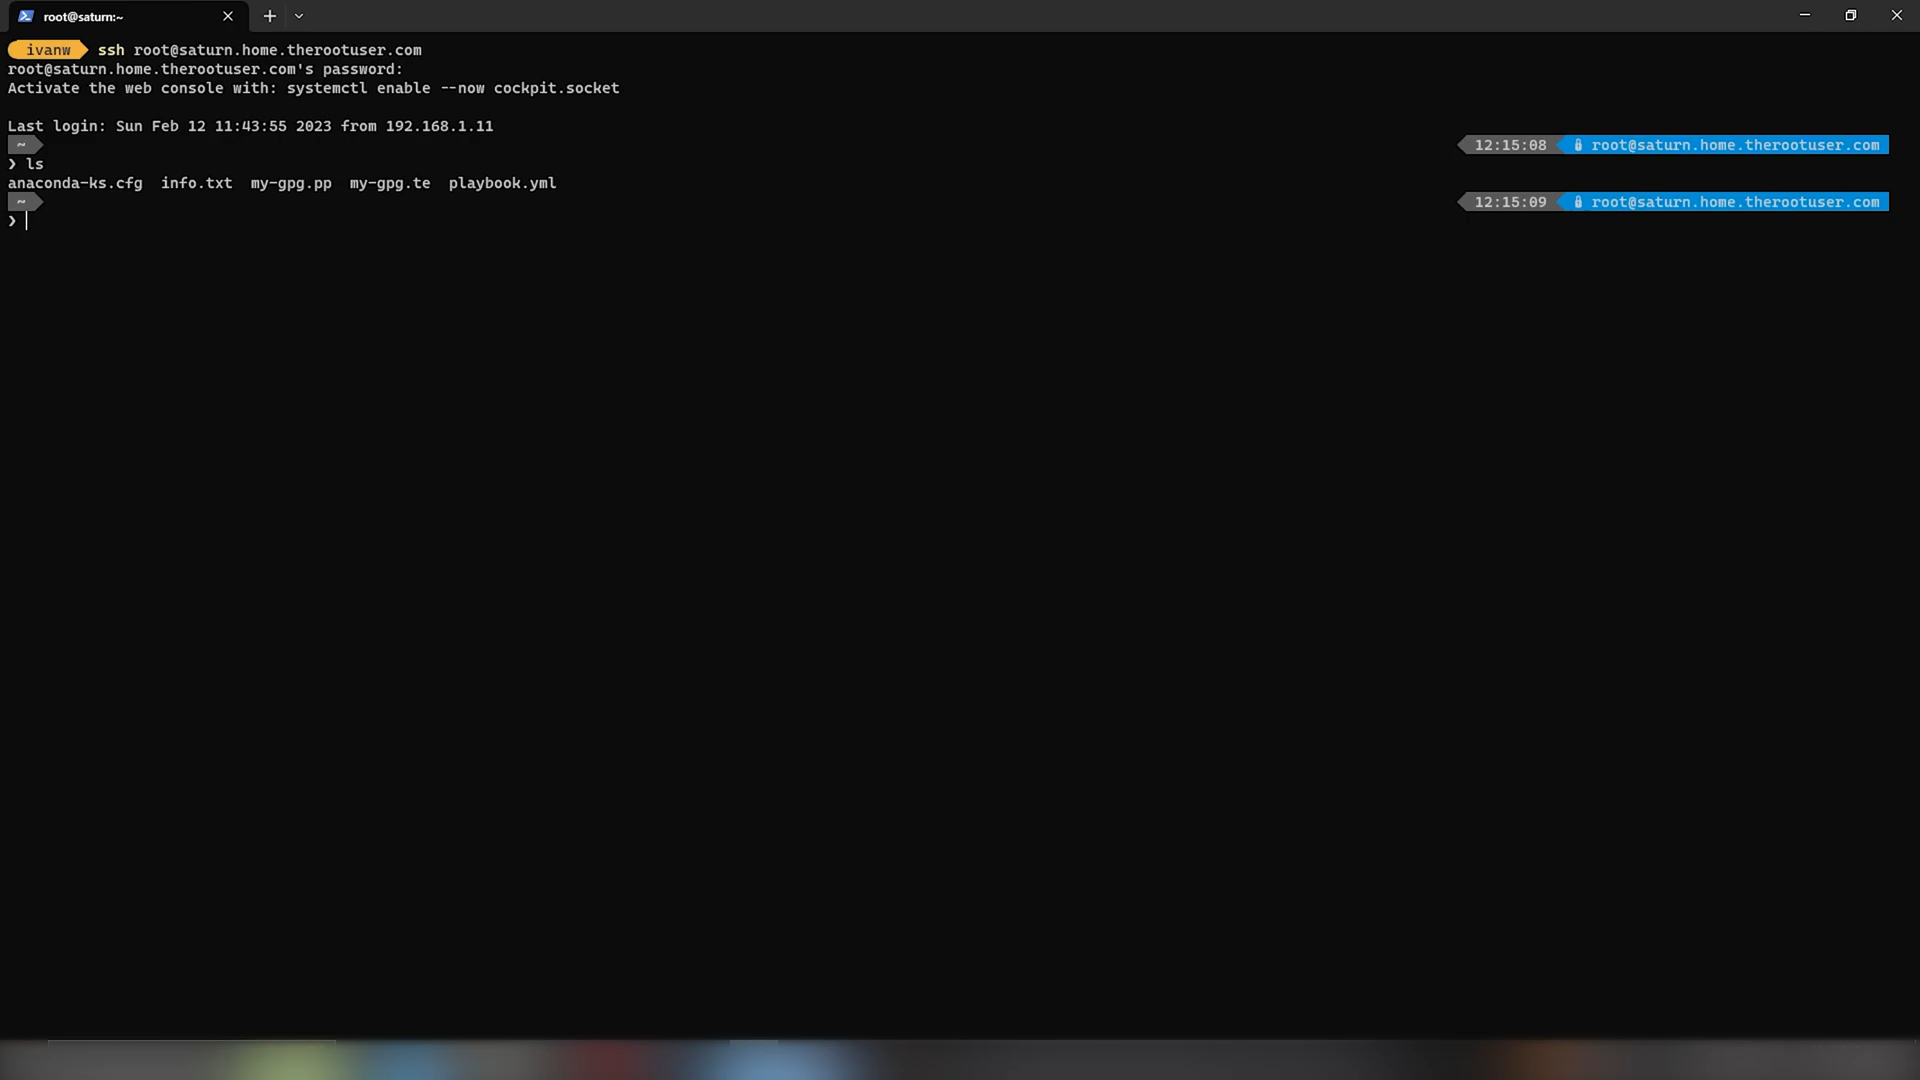 root@saturn:~
ivanw ssh root@saturn.home.therootuser.com
root@saturn.home.therootuser.com's password:
Activate the web console with: systemctl enable --now cockpit.socket
Last login: Sun Feb 12 11:43:55 2023 from 192.168.1.11
~ 12:15:08 root@saturn.home.therootuser.com
❯ ls
anaconda-ks.cfg  info.txt  my-gpg.pp  my-gpg.te  playbook.yml
~ 12:15:09 root@saturn.home.therootuser.com
❯